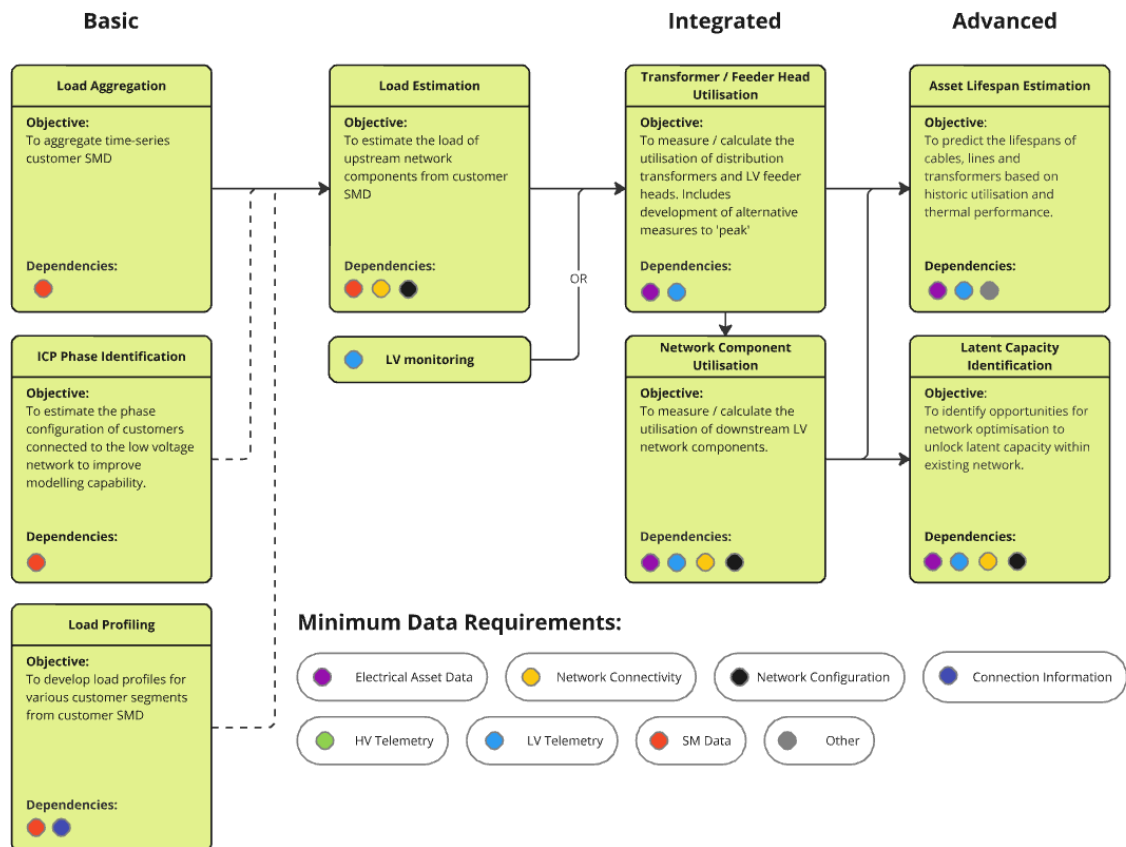 Basic
Integrated
Advanced
Load Aggregation
Objective:
To aggregate time-series
customer SMD
Dependencies:
Load Estimation
Objective:
To estimate the load of
upstream network
components from customer
SMD
Dependencies:
Transformer / Feeder Head
Utilisation
Objective:
To measure / calculate the
utilisation of distribution
transformers and LV feeder
heads. Includes
development of alternative
measures to 'peak'
Dependencies:
Asset Lifespan Estimation
Objective:
To predict the lifespans of
cables, lines and
transformers based on
historic utilisation and
thermal performance.
Dependencies:
OR
ICP Phase Identification
Objective:
To estimate the phase
configuration of customers
connected to the low voltage
network to improve
modelling capability.
Dependencies:
LV monitoring
Network Component
Utilisation
Objective:
To measure / calculate the
utilisation of downstream LV
network components.
Dependencies:
Latent Capacity
Identification
Objective:
To identify opportunities for
network optimisation to
unlock latent capacity within
existing network.
Dependencies:
Load Profiling
Objective:
To develop load profiles for
various customer segments
from customer SMD
Dependencies:
Minimum Data Requirements:
Electrical Asset Data
Network Connectivity
Network Configuration
Connection Information
HV Telemetry
LV Telemetry
SM Data
Other